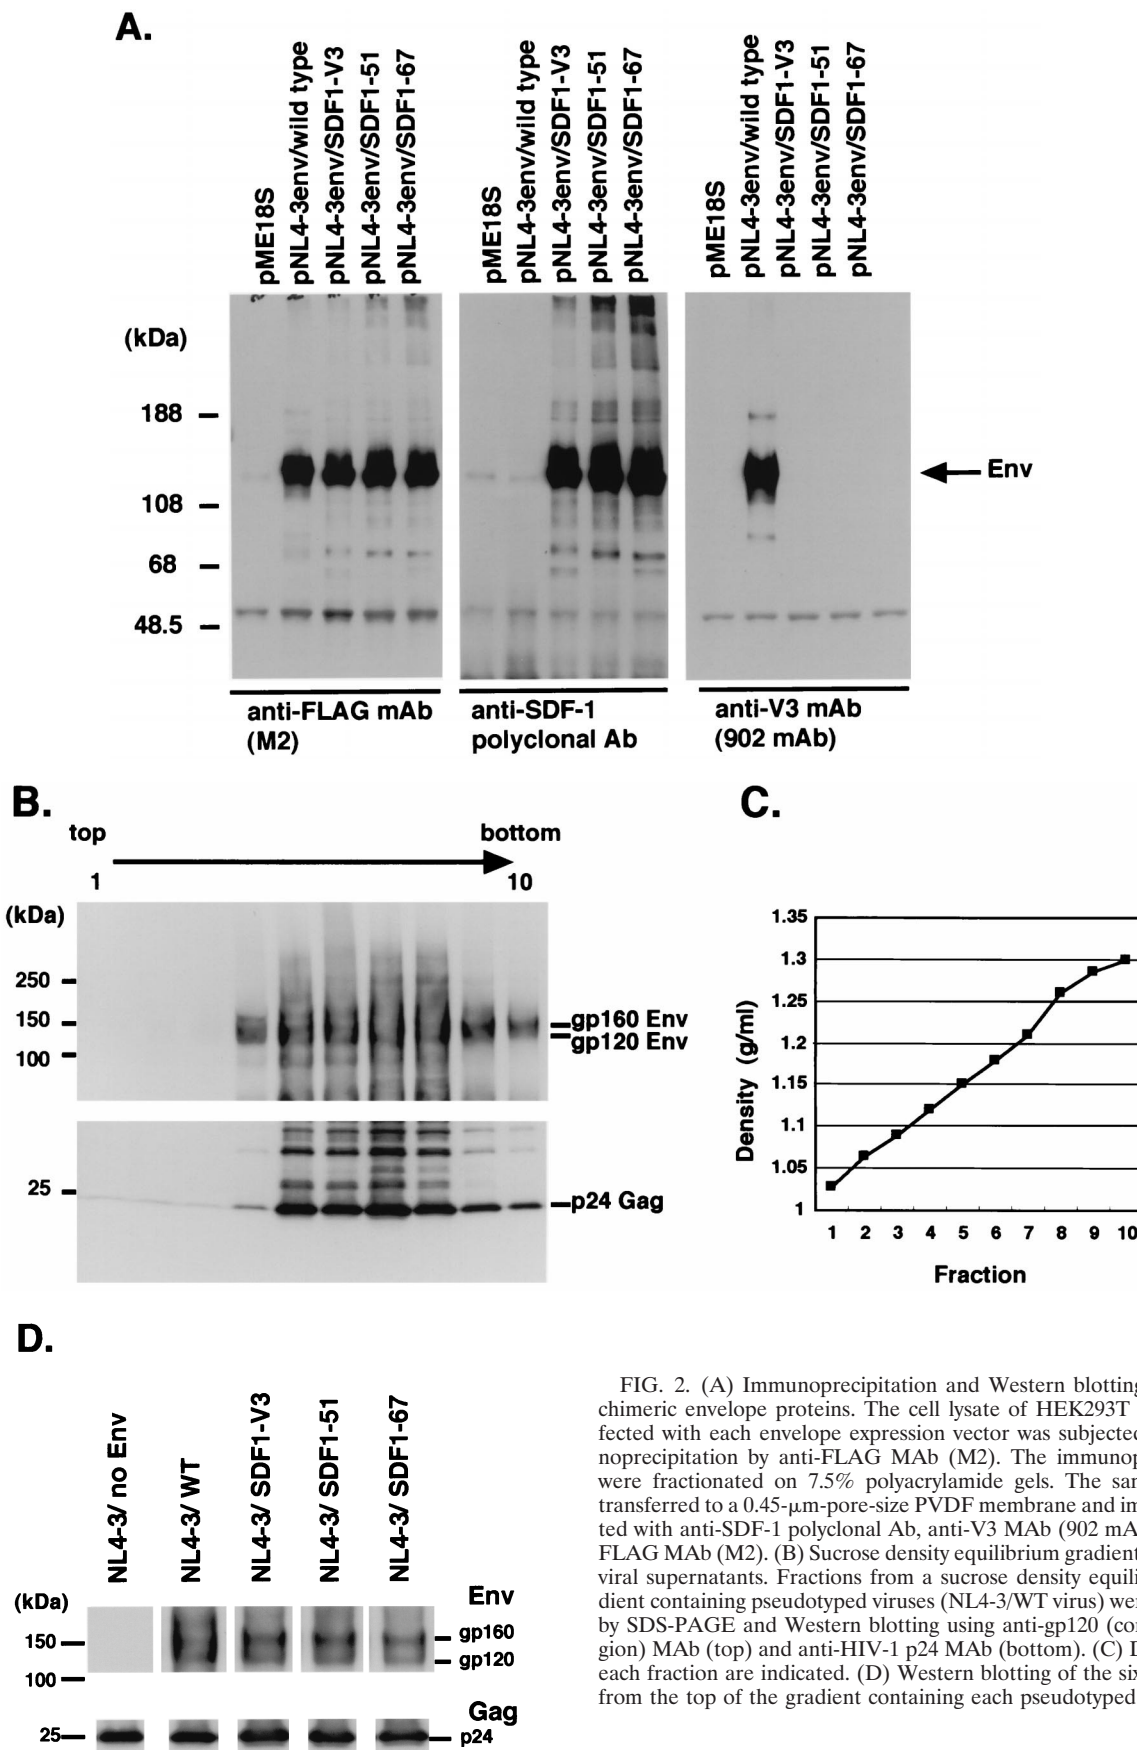 A.
pME18S
pNL4-3env/wild type
pNL4-3env/SDF1-V3
pNL4-3env/SDF1-51
pNL4-3env/SDF1-67
pME18S
pNL4-3env/wild type
pNL4-3env/SDF1-V3
pNL4-3env/SDF1-51
pNL4-3env/SDF1-67
pME18S
pNL4-3env/wild type
pNL4-3env/SDF1-V3
pNL4-3env/SDF1-51
pNL4-3env/SDF1-67
(kDa)
188
108
68
48.5
Env
anti-FLAG mAb
(M2)
anti-SDF-1
polyclonal Ab
anti-V3 mAb
(902 mAb)
B.
top
bottom
1
10
(kDa)
250
150
100
gp160 Env
gp120 Env
25
p24 Gag
C.
1.35
1.3
1.25
1.2
1.15
1.1
1.05
1
Density (g/ml)
1 2 3 4 5 6 7 8 9 10
Fraction
D.
NL4-3/ no Env
NL4-3/ WT
NL4-3/ SDF1-V3
NL4-3/ SDF1-51
NL4-3/ SDF1-67
(kDa)
Env
150
gp160
gp120
100
Gag
25
p24
FIG. 2. (A) Immunoprecipitation and Western blotting
chimeric envelope proteins. The cell lysate of HEK293T
fected with each envelope expression vector was subjected
noprecipitation by anti-FLAG MAb (M2). The immunop
were fractionated on 7.5% polyacrylamide gels. The sam
transferred to a 0.45-μm-pore-size PVDF membrane and im
ted with anti-SDF-1 polyclonal Ab, anti-V3 MAb (902 mA
FLAG MAb (M2). (B) Sucrose density equilibrium gradient
viral supernatants. Fractions from a sucrose density equili
dient containing pseudotyped viruses (NL4-3/WT virus) wer
by SDS-PAGE and Western blotting using anti-gp120 (con
gion) MAb (top) and anti-HIV-1 p24 MAb (bottom). (C) D
each fraction are indicated. (D) Western blotting of the six
from the top of the gradient containing each pseudotyped